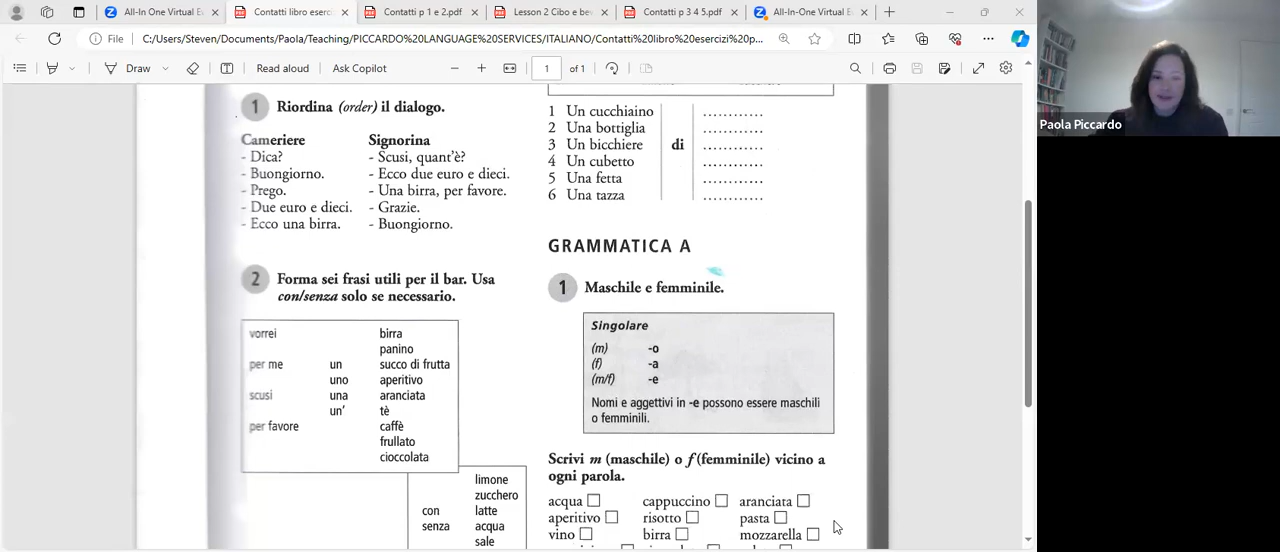 All-In One Virtual Ev
Contatti libro eserci:
Contatti p 1 e 2.pdf
Lesson 2 Cibo e bev
Contatti p 3 4 5.pdf
All-In-One Virtual Ev
File
C:/Users/Steven/Documents/Paola/Teaching/PICCARDO%20LANGUAGE%20SERVICES/ITALIANO/Contatti%20libro%20esercizi%20p...
Draw
Read aloud
Ask Copilot
1
of 1
Paola Piccardo
1 Riordina (order) il dialogo.
Cameriere Signorina
- Dica? - Scusi, quant'è?
- Buongiorno. - Ecco due euro e dieci.
- Prego. - Una birra, per favore.
- Due euro e dieci. - Grazie.
- Ecco una birra. - Buongiorno.
2 Forma sei frasi utili per il bar. Usa
con/senza solo se necessario.
vorrei birra
panino
per me un succo di frutta
uno aperitivo
scusi una aranciata
un' tè
per favore caffè
frullato
cioccolata
limone
zucchero
con latte
senza acqua
sale
1 Un cucchiaino ............
2 Una bottiglia ............
3 Un bicchiere di ............
4 Un cubetto ............
5 Una fetta ............
6 Una tazza ............
GRAMMATICA A
1 Maschile e femminile.
Singolare
(m) -o
(f) -a
(m/f) -e
Nomi e aggettivi in -e possono essere maschili
o femminili.
Scrivi m (maschile) o f (femminile) vicino a
ogni parola.
acqua cappuccino aranciata
aperitivo risotto pasta
vino birra mozzarella